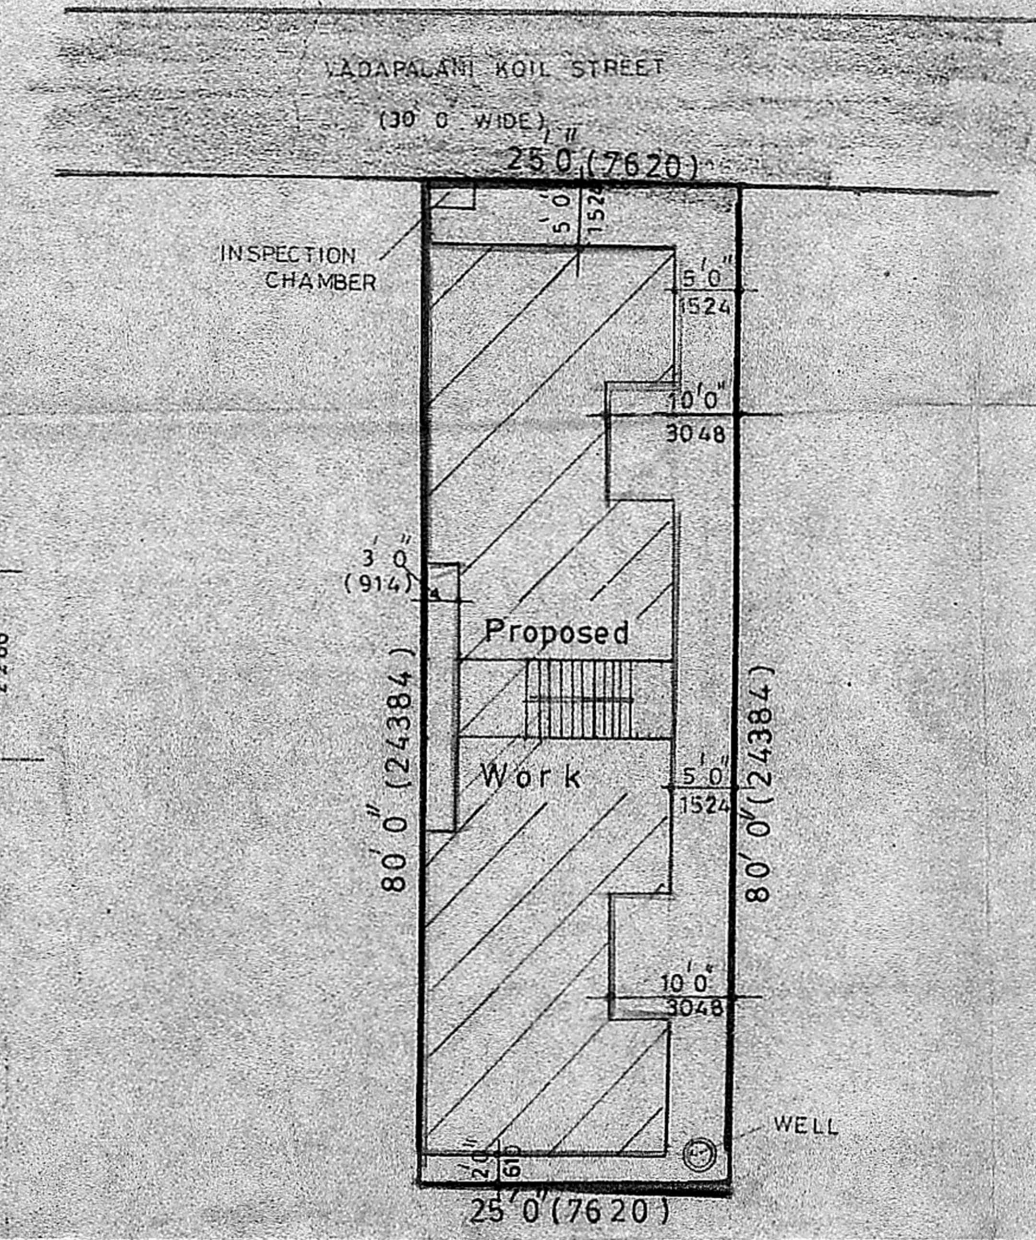 VADAPALANI KOIL STREET
(30' 0" WIDE)
25'0"(7620)
5'0"
1524
INSPECTION
CHAMBER
5'0"
1524
10'0"
3048
3'0"
(914)
Proposed
80'0" (24384)
80'0"(24384)
Work
5'0"
1524
10'0"
3048
WELL
2'0"
610
25'0"(7620)